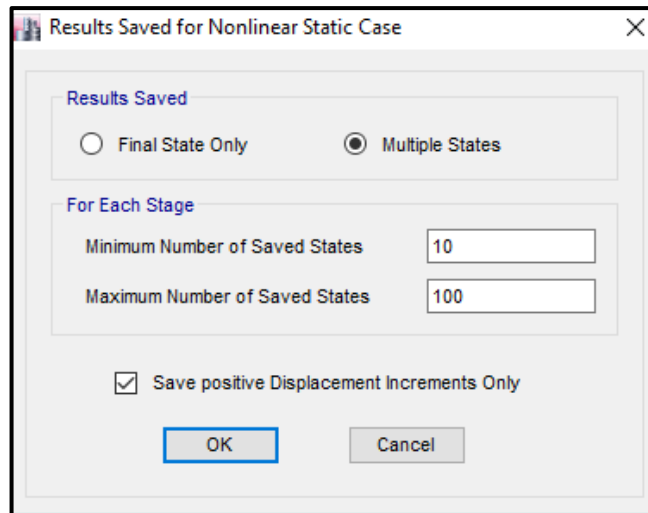 Results Saved for Nonlinear Static Case
Results Saved
Final State Only Multiple States
For Each Stage
Minimum Number of Saved States 10
Maximum Number of Saved States 100
Save positive Displacement Increments Only
OK Cancel